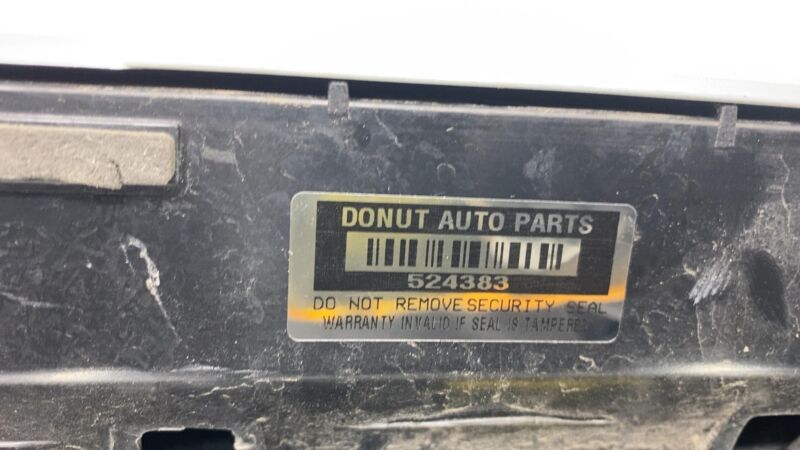 DONUT AUTO PARTS
524383
DO NOT REMOVE SECURITY SEAL
WARRANTY INVALID IF SEAL IS TAMPERED